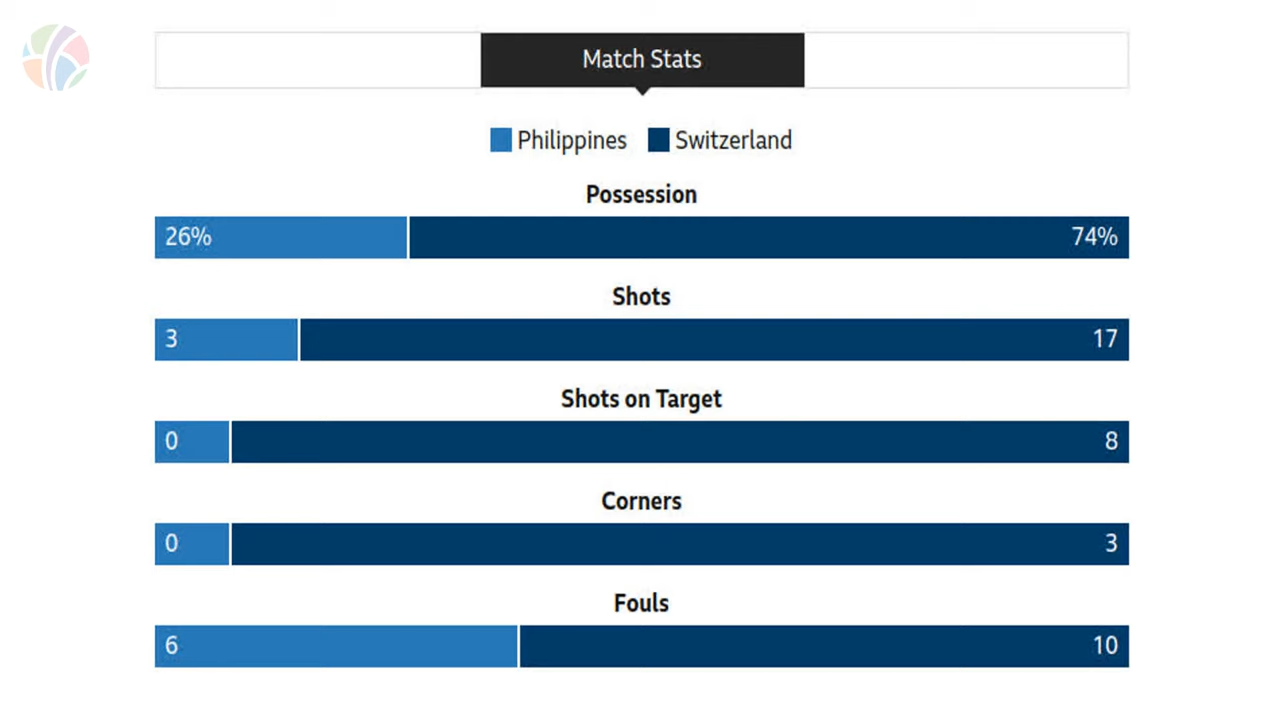 Match Stats
Philippines Switzerland
Possession
26% 74%
Shots
3 17
Shots on Target
0 8
Corners
0 3
Fouls
6 10